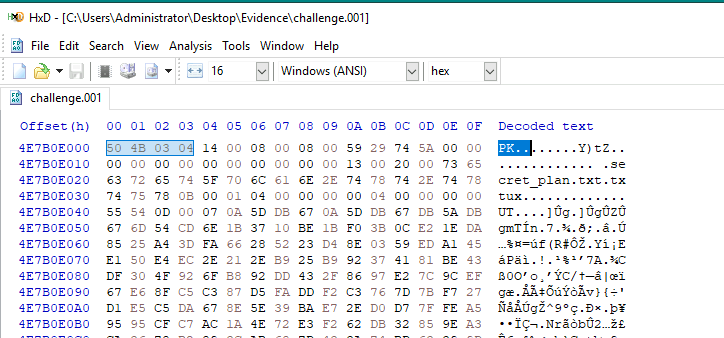 HxD - [C:\Users\Administrator\Desktop\Evidence\challenge.001]
File Edit Search View Analysis Tools Window Help
16 Windows (ANSI) hex
challenge.001
Offset(h) 00 01 02 03 04 05 06 07 08 09 0A 0B 0C 0D 0E 0F Decoded text
4E7B0E000 50 4B 03 04 14 00 08 00 08 00 59 29 74 5A 00 00 PK........Y)tZ..
4E7B0E010 00 00 00 00 00 00 00 00 00 00 13 00 20 00 73 65 ............ .se
4E7B0E020 63 72 65 74 5F 70 6C 61 6E 2E 74 78 74 2E 74 78 cret_plan.txt.tx
4E7B0E030 74 75 78 0B 00 01 04 00 00 00 00 04 00 00 00 00 tux.............
4E7B0E040 55 54 0D 00 07 0A 5D DB 67 0A 5D DB 67 DB 5A DB UT....]Ûg.]ÛgÛZÛ
4E7B0E050 67 6D 54 CD 6E 1B 37 10 BE 1B F0 3B 0C E2 1E DA gmTÍn.7.¾.ð;.â.Ú
4E7B0E060 85 25 A4 3D FA 66 28 52 23 D4 8E 03 59 ED A1 45 …%¤=úf(R#ÔŽ.Yí¡E
4E7B0E070 E1 50 E4 EC 2E 21 2E B9 25 B9 92 37 41 81 BE 43 áPäì.!.¹%¹’7A.¾C
4E7B0E080 DF 30 4F 92 6F F8 92 DD 43 2F 86 97 E2 7C 9C EF ß0O’oø’ÝC/†—â|œï
4E7B0E090 67 E6 8F C5 C3 87 D5 FA DD F2 C3 76 7D 7B F7 27 gæ.ÅÃ‡ÕúÝòÃv}{÷'
4E7B0E0A0 D1 E5 C5 DA 67 8E 5E 39 BA E7 2E D0 D7 7F FE A5 ÑåÅÚgŽ^9ºç.Ð×.þ¥
4E7B0E0B0 95 95 CF C7 AC 1A 4E 72 E3 F2 62 DB 32 85 9E A3 ••ÏÇ¬.NrãòbÛ2…ž£